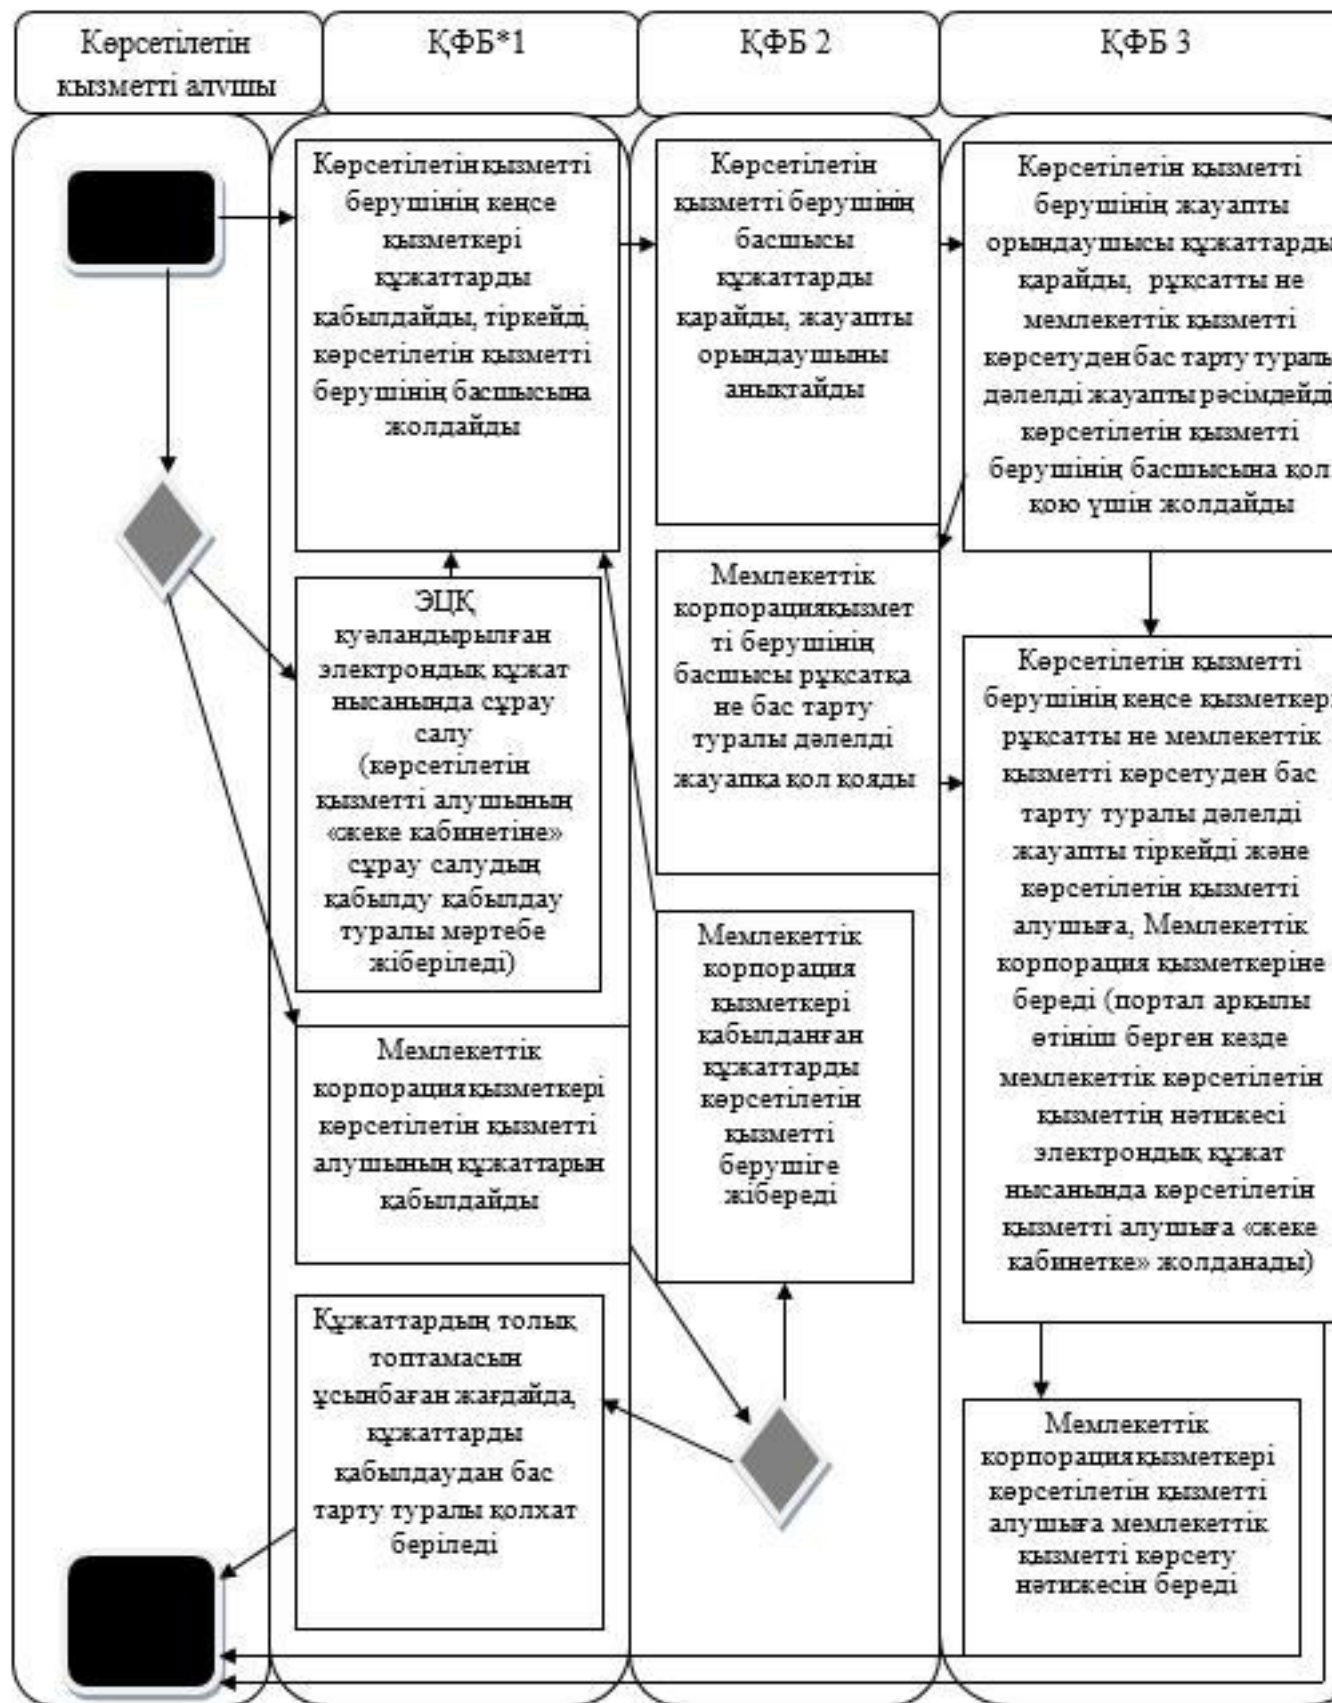 Көрсетілетін
қызметті алушы
ҚФБ*1
ҚФБ 2
ҚФБ 3
Көрсетілетін қызметті
берушінің кеңсе
қызметкері
құжаттарды
қабылдайды, тіркейді,
көрсетілетін қызметті
берушінің басшысына
жолдайды
Көрсетілетін
қызметті берушінің
басшысы
құжаттарды
қарайды, жауапты
орындаушыны
анықтайды
Көрсетілетін қызметті
берушінің жауапты
орындаушысы құжаттарды
қарайды, рұқсатты не
мемлекеттік қызметті
көрсетуден бас тарту туралы
дәлелді жауапты рәсімдейді
көрсетілетін қызметті
берушінің басшысына қол
қою үшін жолдайды
ЭЦҚ
куәландырылған
электрондық құжат
нысанында сұрау
салу
(көрсетілетін
қызметті алушының
«жеке кабинетіне»
сұрау салудың
қабылду қабылдау
туралы мәртебе
жіберіледі)
Мемлекеттік
корпорацияқызмет
ті берушінің
басшысы рұқсатқа
не бас тарту
туралы дәлелді
жауапқа қол қояды
Көрсетілетін қызметті
берушінің кеңсе қызметкері
рұқсатты не мемлекеттік
қызметті көрсетуден бас
тарту туралы дәлелді
жауапты тіркейді және
көрсетілетін қызметті
алушыға, Мемлекеттік
корпорация қызметкеріне
береді (портал арқылы
өтініш берген кезде
мемлекеттік көрсетілетін
қызметтің нәтижесі
электрондық құжат
нысанында көрсетілетін
қызметті алушыға «жеке
кабинетке» жолданады)
Мемлекеттік
корпорация
қызметкері
қабылданған
құжаттарды
көрсетілетін
қызметті
берушіге
жібереді
Мемлекеттік
корпорацияқызметкері
көрсетілетін қызметті
алушының құжаттарын
қабылдайды
Құжаттардың толық
топтамасын
ұсынбаған жағдайда,
құжаттарды
қабылдаудан бас
тарту туралы қолхат
беріледі
Мемлекеттік
корпорацияқызметкері
көрсетілетін қызметті
алушыға мемлекеттік
қызметті көрсету
нәтижесін береді